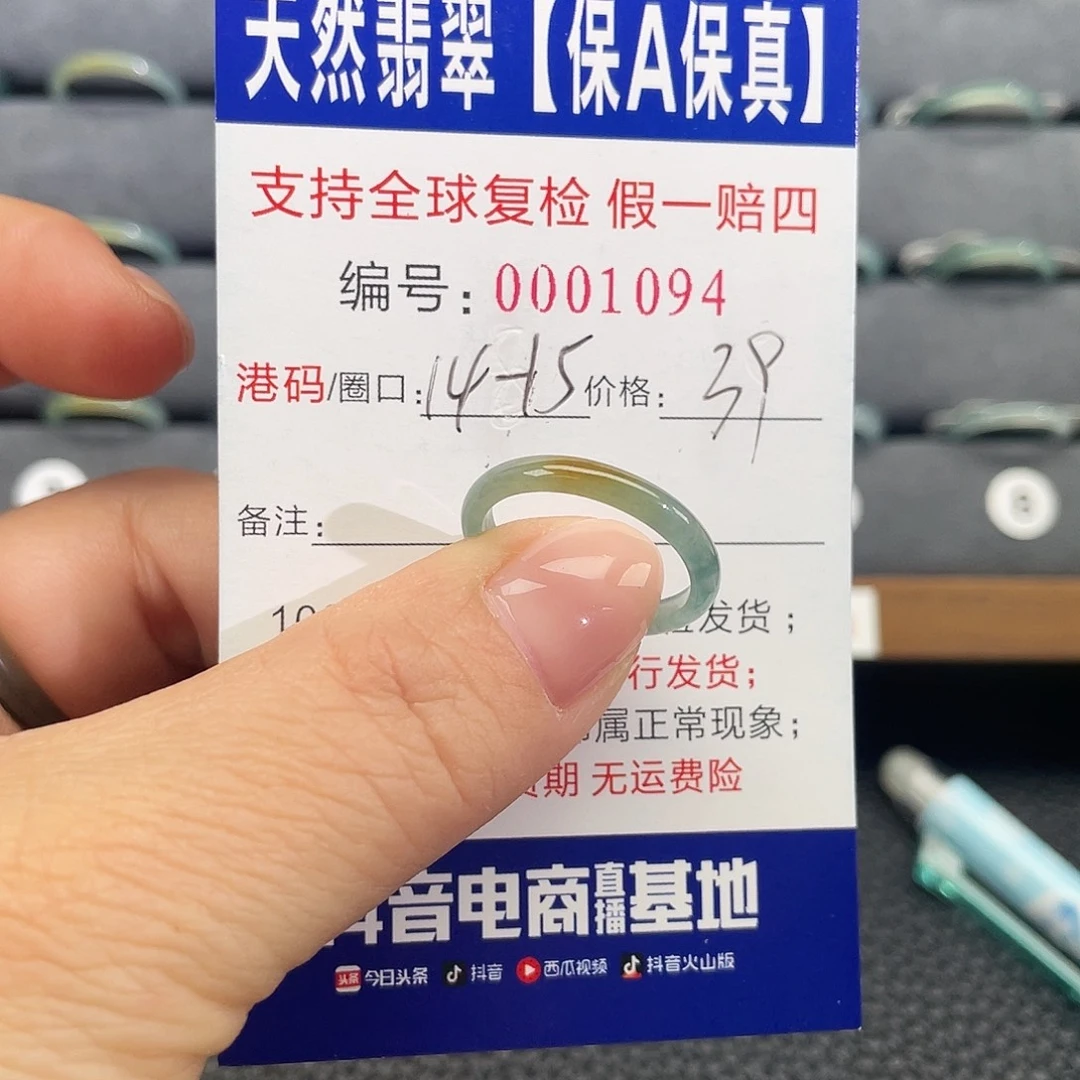 天然翡翠【保A保真】
支持全球复检 假一赔四
编号：0001094
港码/圈口：14-15 价格：39
备注：
发货；
行发货；
属正常现象；
期 无运费险
音电商直播基地
今日头条 抖音 西瓜视频 抖音火山版